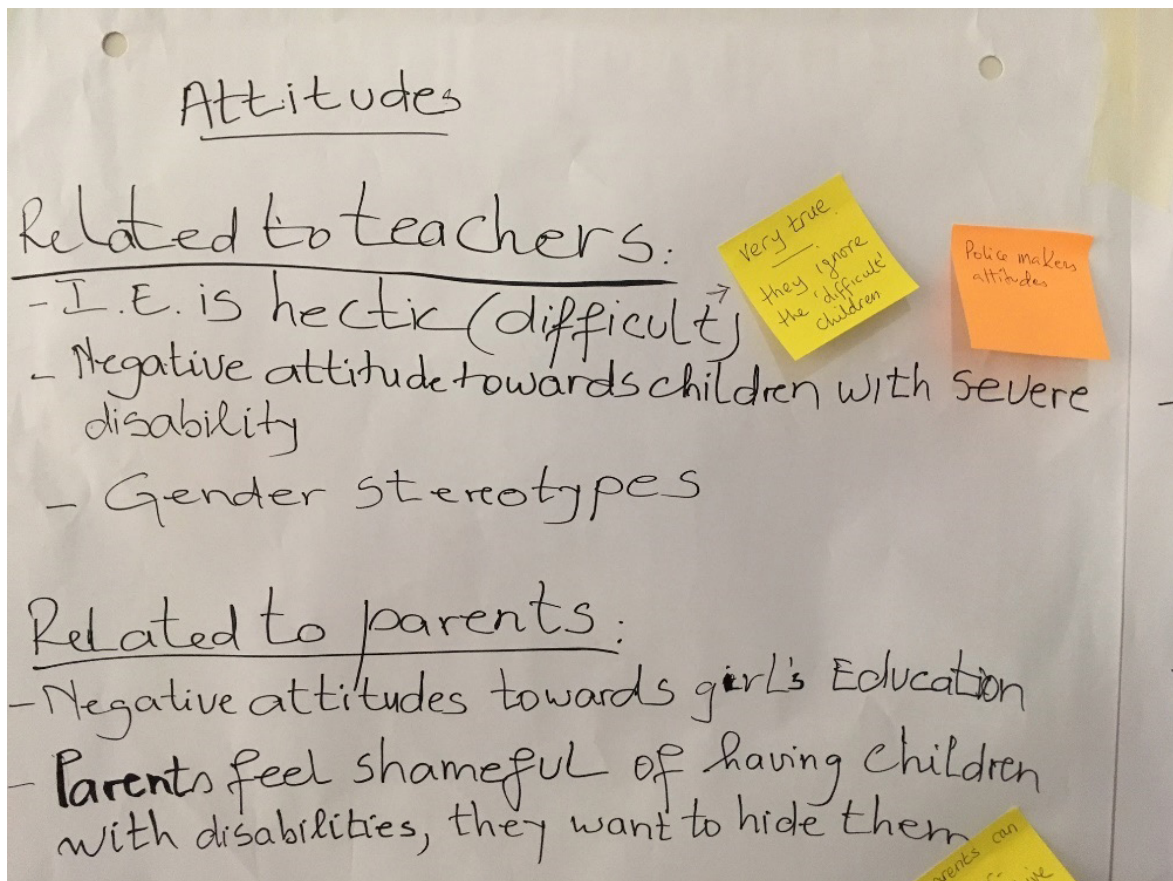 Attitudes
Related to teachers:
- I.E. is hectic (difficult)
→ very true.
they ignore
the 'difficult'
children
Police makers
attitudes
- Negative attitude towards children with severe
disability
- Gender stereotypes
Related to parents:
- Negative attitudes towards girl's Education
- Parents feel shameful of having children
with disabilities, they want to hide them
can